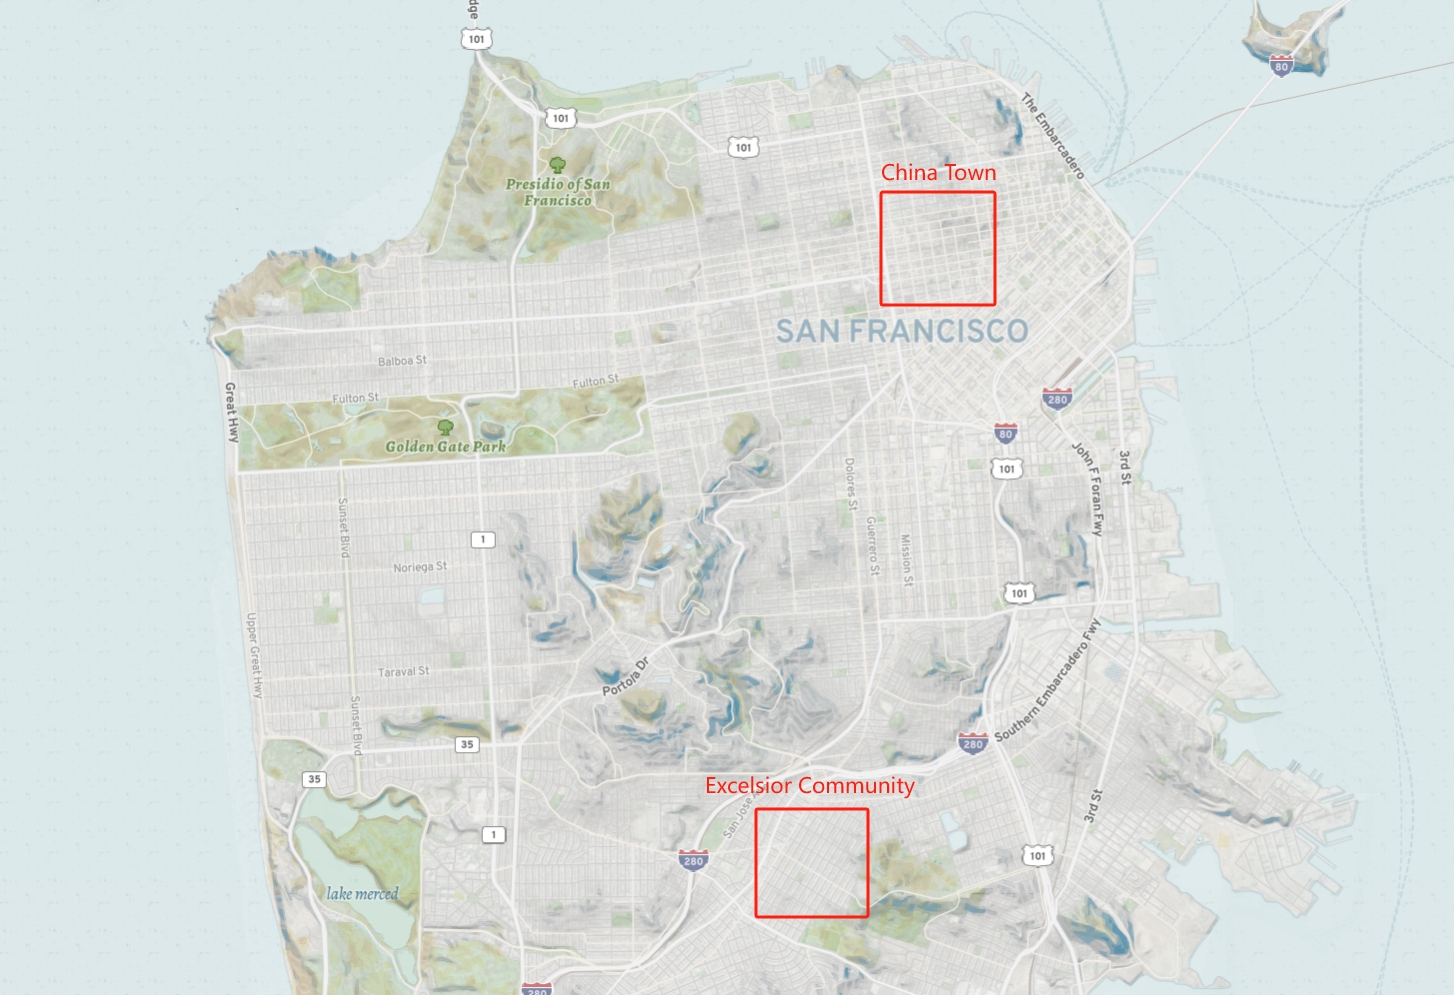 dge
101
80
101
The Embarcadero
101
China Town
Presidio of San
Francisco
SAN FRANCISCO
Balboa St
Fulton St
Fulton St
Great Hwy
280
Golden Gate Park
80
101
John F Foran Fwy
3rd St
Dolores St
Sunset Blvd
Guerrero St
Mission St
1
Noriega St
101
Upper Great Hwy
Taraval St
Portola Dr
Southern Embarcadero Fwy
Sunset Blvd
35
280
35
Excelsior Community
San Jose
3rd St
1
280
101
lake merced
280